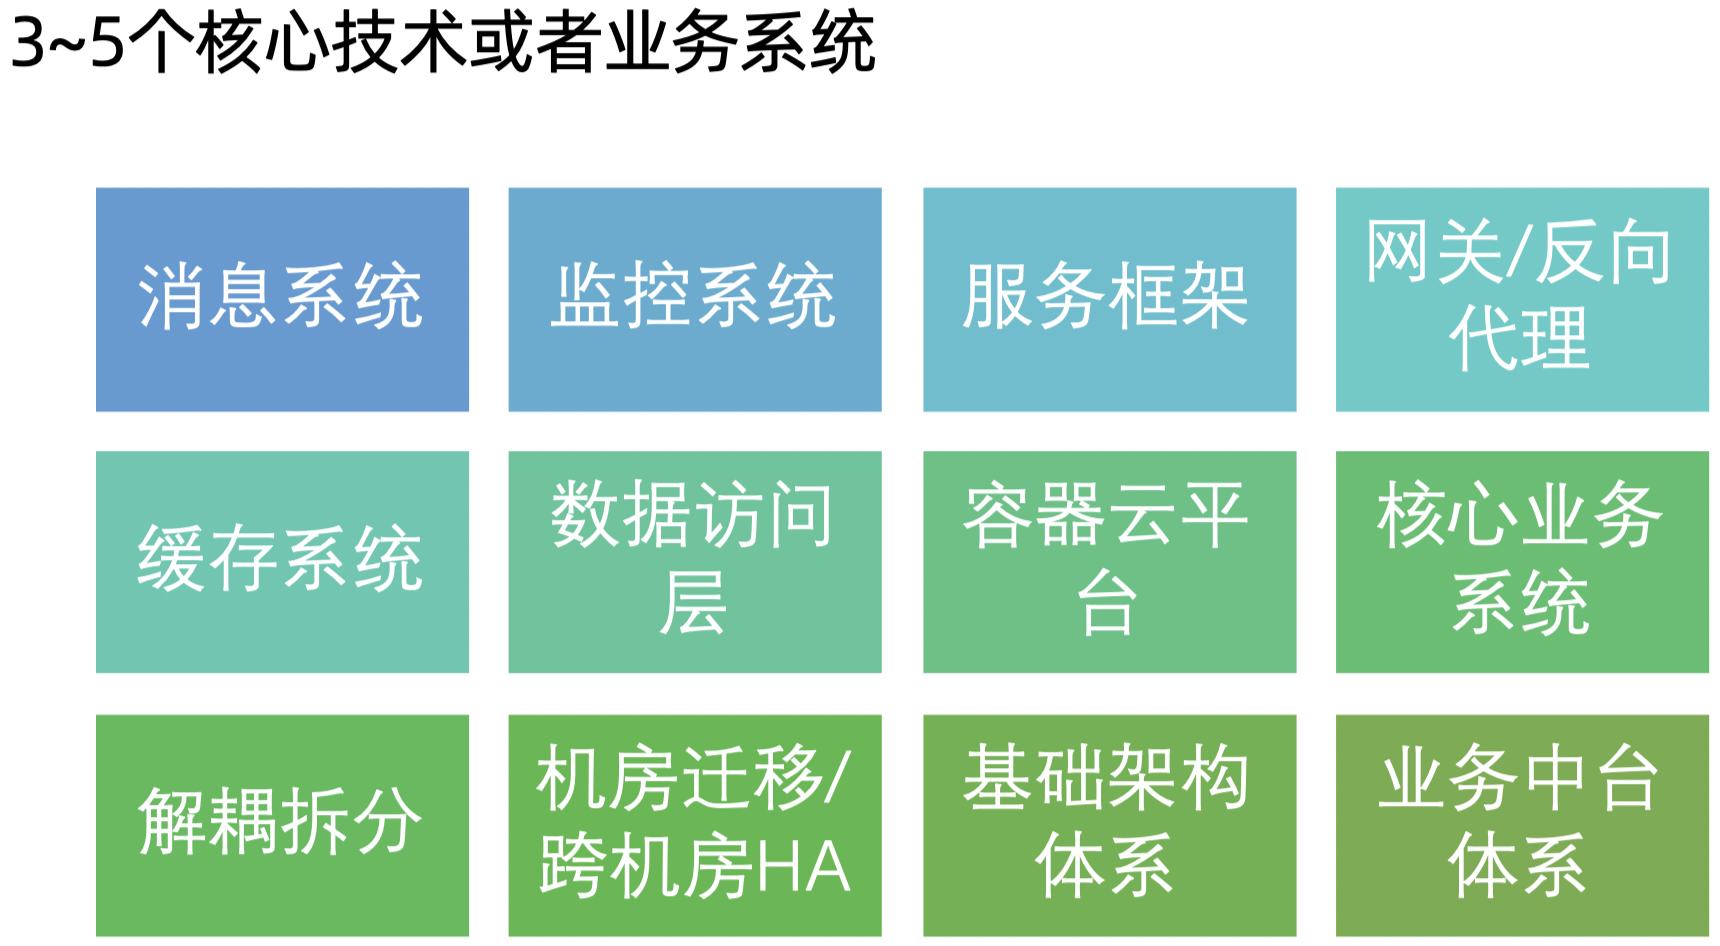 3~5个核心技术或者业务系统
消息系统
监控系统
服务框架
网关/反向
代理
缓存系统
数据访问
层
容器云平
台
核心业务
系统
解耦拆分
机房迁移/
跨机房HA
基础架构
体系
业务中台
体系